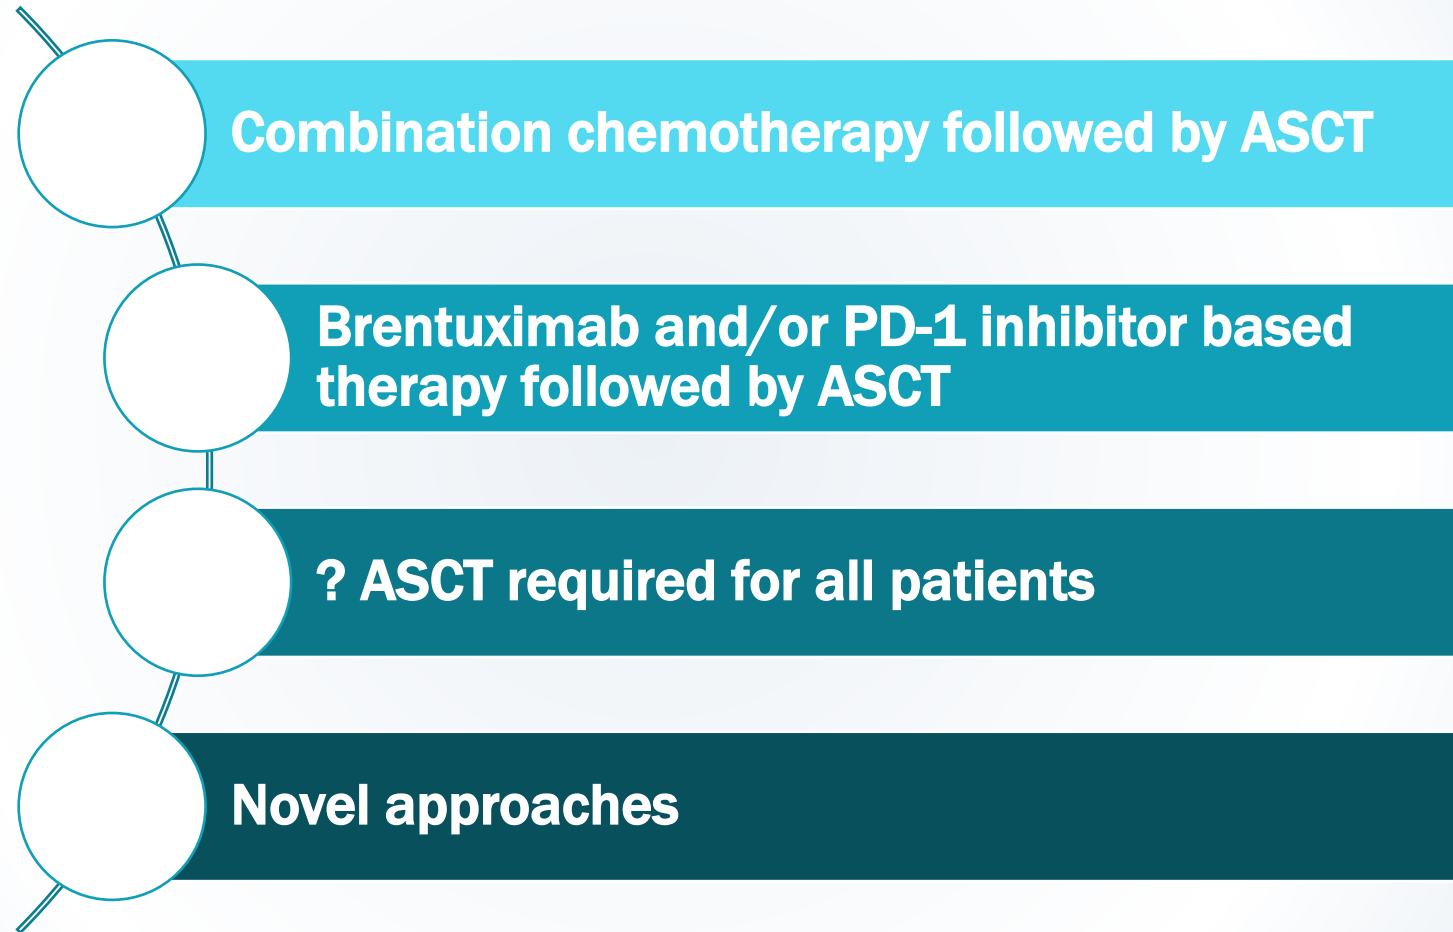 Combination chemotherapy followed by ASCT
Brentuximab and/or PD-1 inhibitor based
therapy followed by ASCT
? ASCT required for all patients
Novel approaches